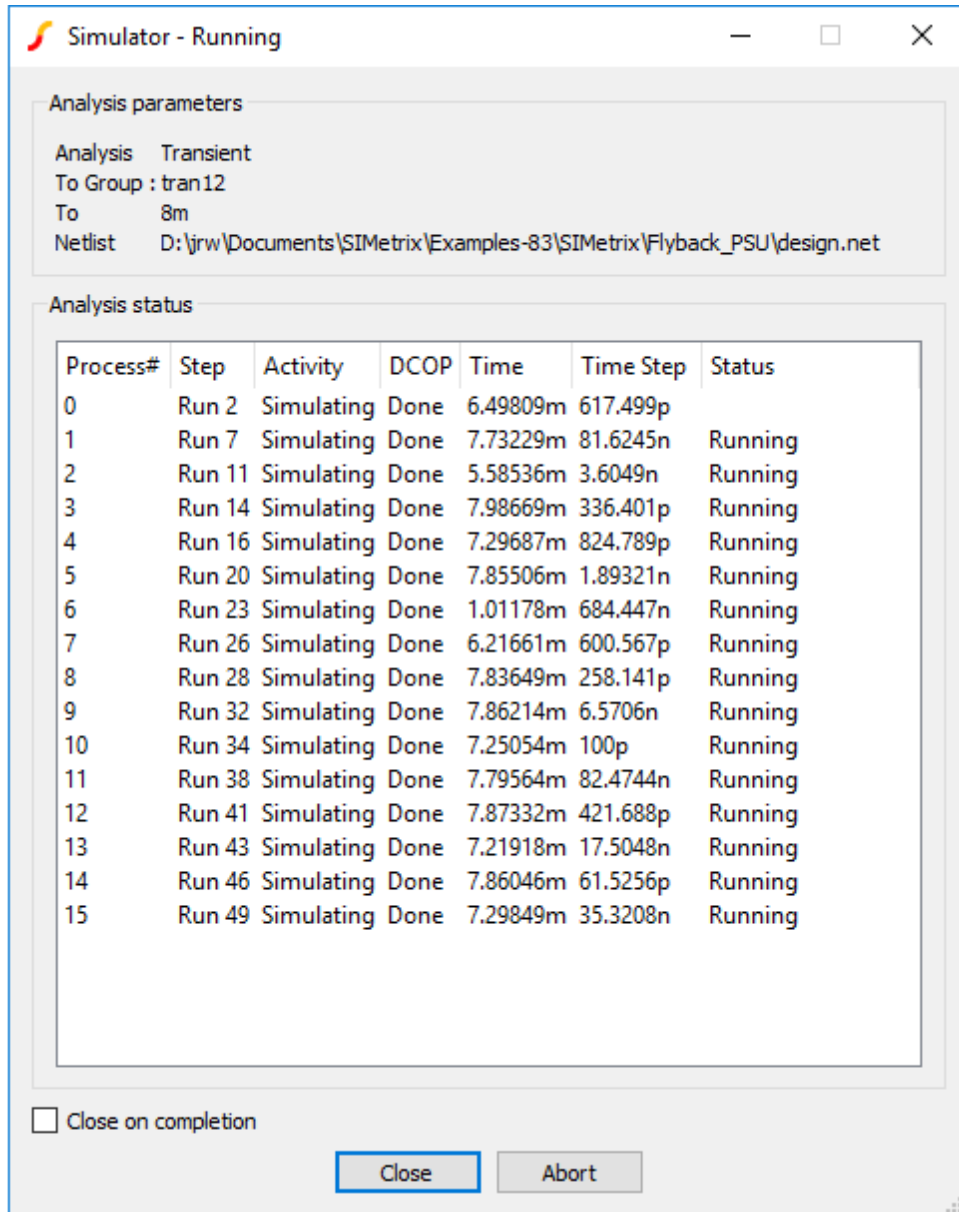 Simulator - Running
Analysis parameters
Analysis Transient
To Group : tran12
To 8m
Netlist D:\jrw\Documents\SIMetrix\Examples-83\SIMetrix\Flyback_PSU\design.net
Analysis status
Process# Step Activity DCOP Time Time Step Status
0 Run 2 Simulating Done 6.49809m 617.499p
1 Run 7 Simulating Done 7.73229m 81.6245n Running
2 Run 11 Simulating Done 5.58536m 3.6049n Running
3 Run 14 Simulating Done 7.98669m 336.401p Running
4 Run 16 Simulating Done 7.29687m 824.789p Running
5 Run 20 Simulating Done 7.85506m 1.89321n Running
6 Run 23 Simulating Done 1.01178m 684.447n Running
7 Run 26 Simulating Done 6.21661m 600.567p Running
8 Run 28 Simulating Done 7.83649m 258.141p Running
9 Run 32 Simulating Done 7.86214m 6.5706n Running
10 Run 34 Simulating Done 7.25054m 100p Running
11 Run 38 Simulating Done 7.79564m 82.4744n Running
12 Run 41 Simulating Done 7.87332m 421.688p Running
13 Run 43 Simulating Done 7.21918m 17.5048n Running
14 Run 46 Simulating Done 7.86046m 61.5256p Running
15 Run 49 Simulating Done 7.29849m 35.3208n Running
Close on completion
Close Abort